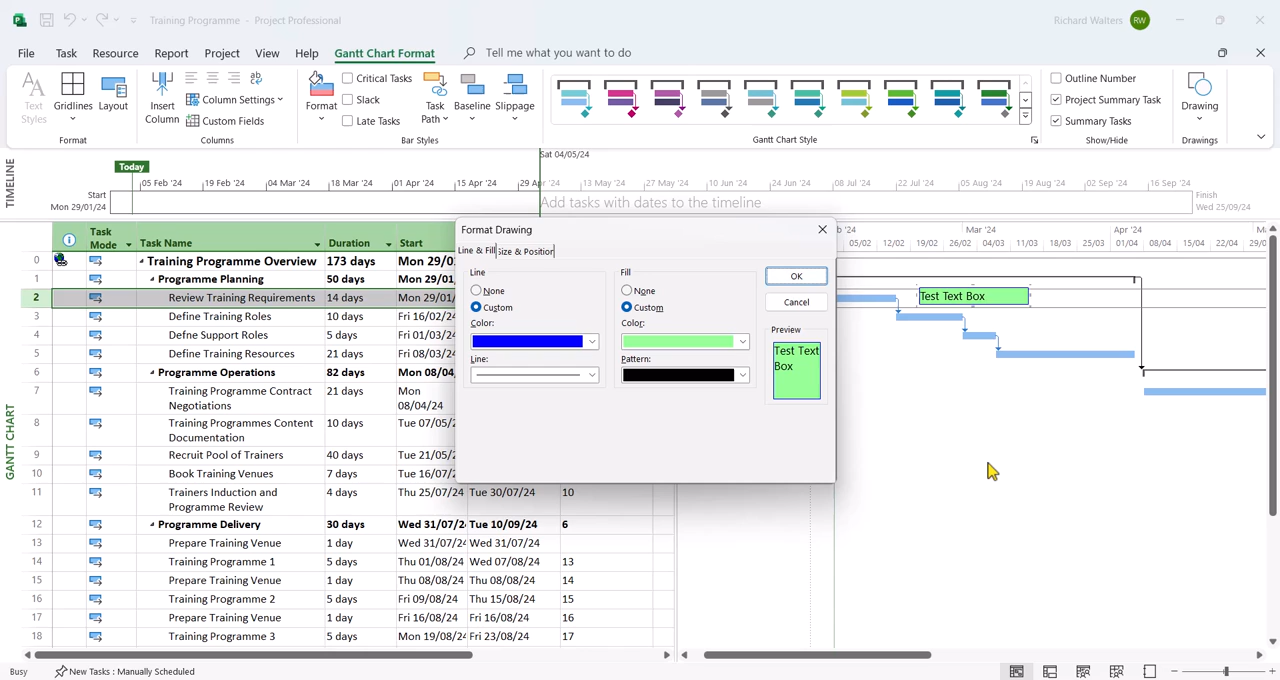 Training Programme - Project Professional
Richard Walters RW
File Task Resource Report Project View Help Gantt Chart Format Tell me what you want to do
Text Styles
Gridlines
Layout
Format
Insert Column
Column Settings
Custom Fields
Columns
Format
Critical Tasks
Slack
Late Tasks
Task Path
Baseline
Slippage
Bar Styles
Gantt Chart Style
Outline Number
Project Summary Task
Summary Tasks
Show/Hide
Drawing
Drawings
TIMELINE
Today
Sat 04/05/24
05 Feb '24 19 Feb '24 04 Mar '24 18 Mar '24 01 Apr '24 15 Apr '24 29 Apr '24 13 May '24 27 May '24 10 Jun '24 24 Jun '24 08 Jul '24 22 Jul '24 05 Aug '24 19 Aug '24 02 Sep '24 16 Sep '24
Start
Mon 29/01/24
Add tasks with dates to the timeline
Finish
Wed 25/09/24
GANTT CHART
Task Mode Task Name Duration Start
0 Training Programme Overview 173 days Mon 29/0
1 Programme Planning 50 days Mon 29/01
2 Review Training Requirements 14 days Mon 29/01/
3 Define Training Roles 10 days Fri 16/02/
4 Defne Support Roles 5 days Fri 01/03/
5 Define Training Resources 21 days Fri 08/03/
6 Programme Operations 82 days Mon 08/04
7 Training Programme Contract Negotiations 21 days Mon 08/04/24
8 Training Programmes Content Documentation 10 days Tue 07/05/
9 Recruit Pool of Trainers 40 days Tue 21/05/
10 Book Training Venues 7 days Tue 16/07/
11 Trainers Induction and Programme Review 4 days Thu 25/07/24 Tue 30/07/24 10
12 Programme Delivery 30 days Wed 31/07/2 Tue 10/09/24 6
13 Prepare Training Venue 1 day Wed 31/07/24 Wed 31/07/24
14 Training Programme 1 5 days Thu 01/08/24 Wed 07/08/24 13
15 Prepare Training Venue 1 day Thu 08/08/24 Thu 08/08/24 14
16 Training Programme 2 5 days Fri 09/08/24 Thu 15/08/24 15
17 Prepare Training Venue 1 day Fri 16/08/24 Fri 16/08/24 16
18 Training Programme 3 5 days Mon 19/08/24 Fri 23/08/24 17
Format Drawing
Line & Fill Size & Position
Line
None
Custom
Color:
Line:
Fill
None
Custom
Color:
Pattern:
OK
Cancel
Preview
Test Text
Box
b '24 Mar '24 Apr '24 M
05/02 12/02 19/02 26/02 04/03 11/03 18/03 25/03 01/04 08/04 15/04 22/04 29/0
Test Text Box
Busy New Tasks : Manually Scheduled